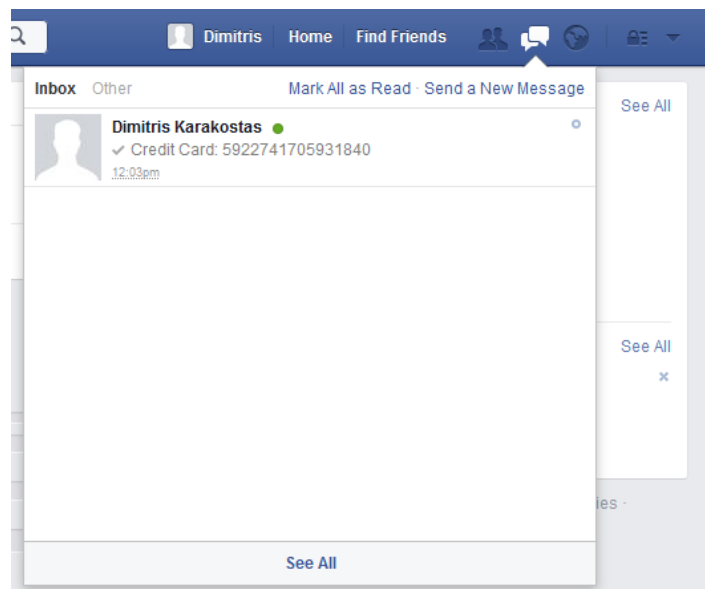 Dimitris Home Find Friends
Inbox Other Mark All as Read · Send a New Message
See All
Dimitris Karakostas
Credit Card: 5922741705931840
12:03pm
See All
ies ·
See All